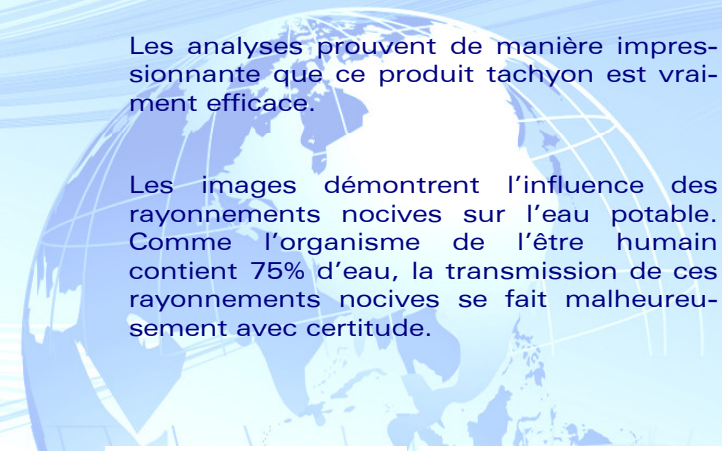 Les analyses prouvent de manière impres-
sionnante que ce produit tachyon est vrai-
ment efficace.
Les images démontrent l'influence des
rayonnements nocives sur l'eau potable.
Comme l'organisme de l'être humain
contient 75% d'eau, la transmission de ces
rayonnements nocives se fait malheureu-
sement avec certitude.